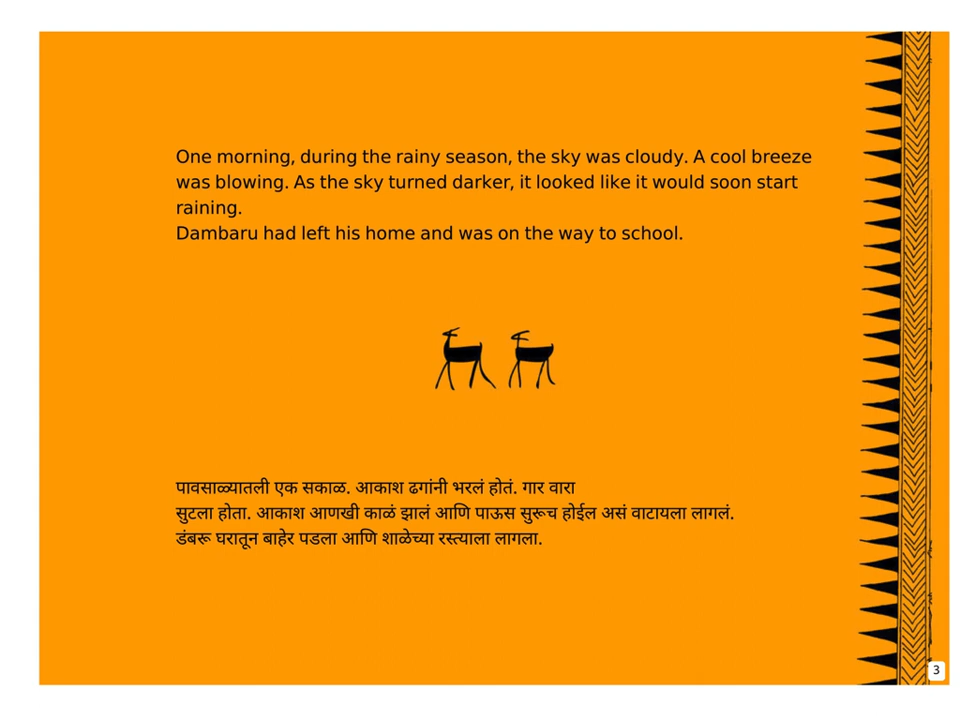 One morning, during the rainy season, the sky was cloudy. A cool breeze
was blowing. As the sky turned darker, it looked like it would soon start
raining.
Dambaru had left his home and was on the way to school.
पावसाळ्यातली एक सकाळ. आकाश ढगांनी भरलं होतं. गार वारा
सुटला होता. आकाश आणखी काळं झालं आणि पाऊस सुरूच होईल असं वाटायला लागलं.
डंबरू घरातून बाहेर पडला आणि शाळेच्या रस्त्याला लागला.
3